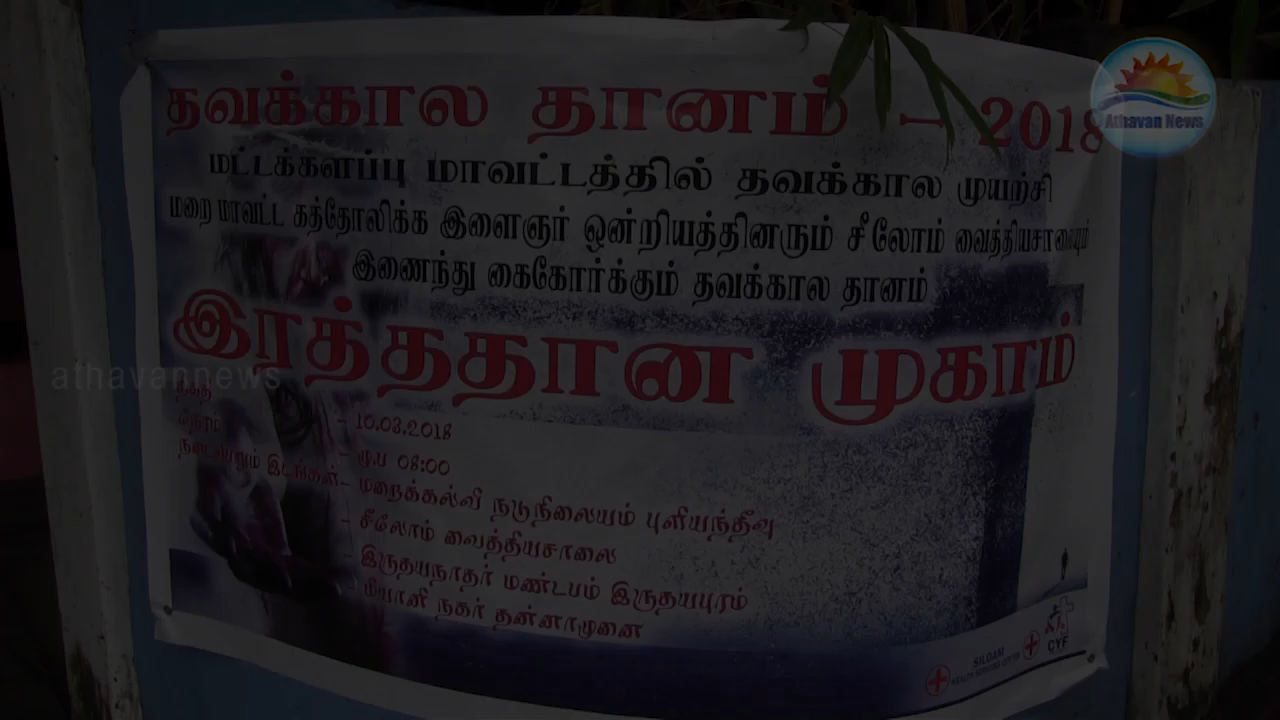 தவக்கால தானம் - 2018
Athavan News
மட்டக்களப்பு மாவட்டத்தில் தவக்கால முயற்சி
மறைமாவட்ட கத்தோலிக்க இளைஞர் ஒன்றியத்தினரும் சீலோம் வைத்தியசாலையும்
இணைந்து கைகோர்க்கும் தவக்கால தானம்
இரத்ததான முகாம்
athavannews
திகதி - 10.03.2018
நேரம் - மு.ப 08:00
நடைபெறும் இடங்கள் - மறைக்கல்வி நடுநிலையம் புளியந்தீவு
- சீலோம் வைத்தியசாலை
- இருதயநாதர் மண்டபம் இருதயபுரம்
- மியானி நகர் தன்னாமுனை
SILOAM
CYF